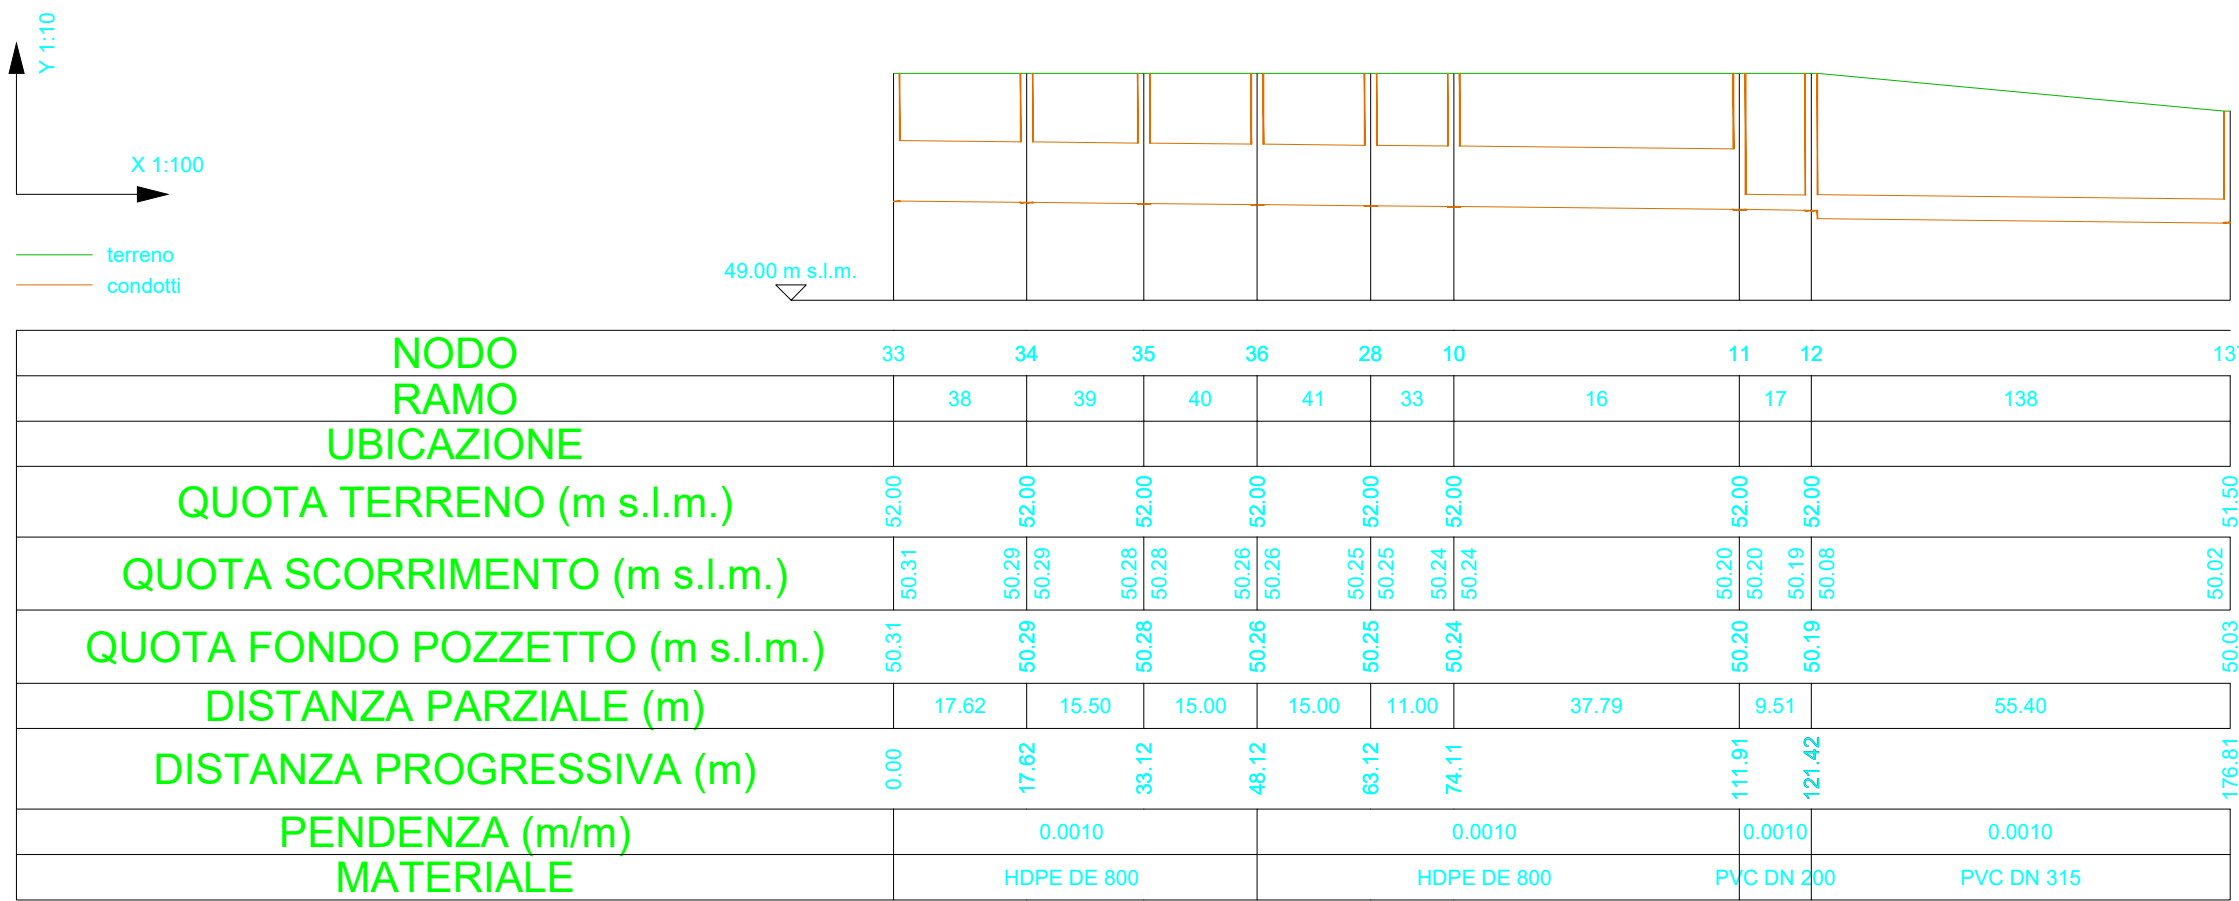 Y 1:10
X 1:100
terreno
condotti
49.00 m s.l.m.
NODO 33 34 35 36 28 10 11 12
RAMO 38 39 40 41 33 16 17 138
UBICAZIONE
QUOTA TERRENO (m s.l.m.) 52.00 52.00 52.00 52.00 52.00 52.00 52.00 52.00 51.50
QUOTA SCORRIMENTO (m s.l.m.) 50.31 50.29 50.29 50.28 50.28 50.26 50.26 50.25 50.25 50.24 50.24 50.20 50.20 50.19 50.08 50.02
QUOTA FONDO POZZETTO (m s.l.m.) 50.31 50.29 50.28 50.26 50.25 50.24 50.20 50.19 50.03
DISTANZA PARZIALE (m) 17.62 15.50 15.00 15.00 11.00 37.79 9.51 55.40
DISTANZA PROGRESSIVA (m) 0.00 17.62 33.12 48.12 63.12 74.11 111.91 121.42 176.81
PENDENZA (m/m) 0.0010 0.0010 0.0010 0.0010
MATERIALE HDPE DE 800 HDPE DE 800 PVC DN 200 PVC DN 315